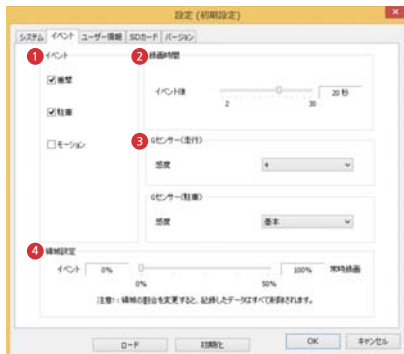 設定 (初期設定)
システム イベント ユーザー情報 SDカード バージョン
1 イベント
衝撃
駐車
モーション
2 録画時間
イベント後 20 秒
2 30
3 Gセンサー(走行)
感度 4
Gセンサー(駐車)
感度 基本
4 領域設定
イベント 0% 100% 常時録画
0% 50%
注意! : 領域の割合を変更すると、記録したデータはすべて削除されます。
ロード 初期化 OK キャンセル